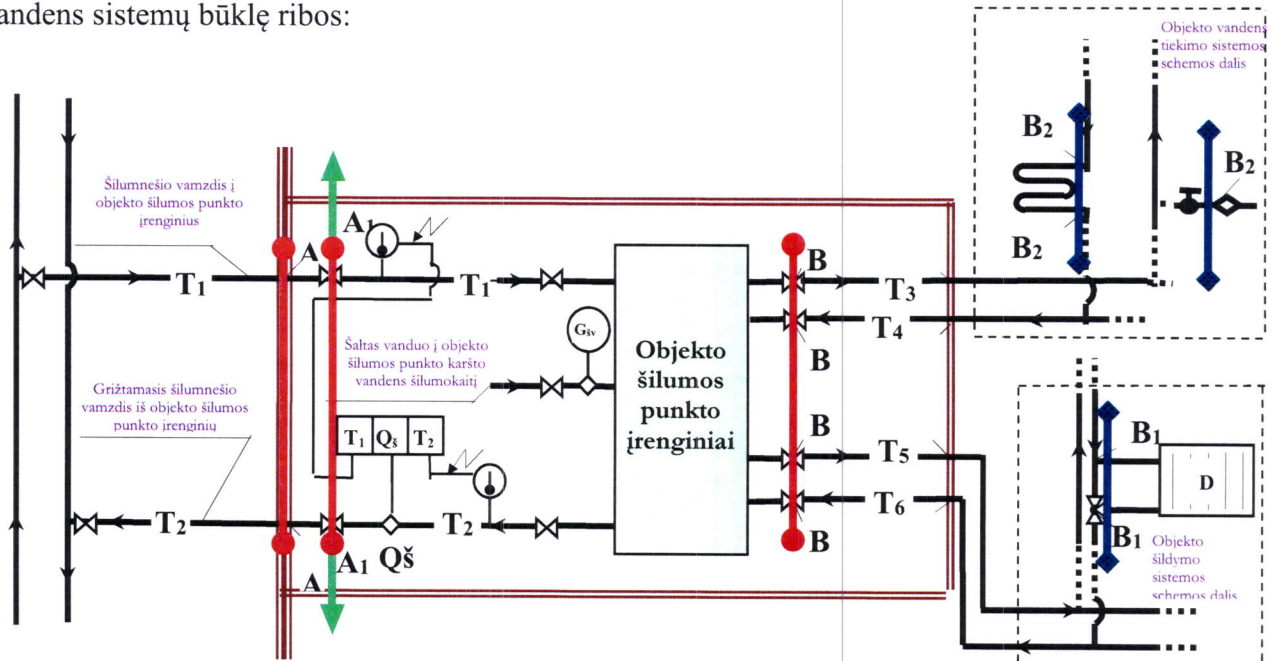 andens sistemų būklę ribos:
Objekto vandens
tiekimo sistemos
schemos dalis
B2
B2
B2
Šilumnešio vamzdis į
objekto šilumos punkto
įrenginius
A
A1
T1
T1
B
T3
T4
B
Gšv
Šaltas vanduo į objekto
šilumos punkto karšto
vandens šilumokaitį
Objekto
šilumos
punkto
įrenginiai
Grižtamasis šilumnešio
vamzdis iš objekto šilumos
punkto įrenginių
T1 Qš T2
B
T5
T6
B
B1
D
B1
T2
T2
A1 Qš
A
Objekto
šildymo
sistemos
schemos dalis